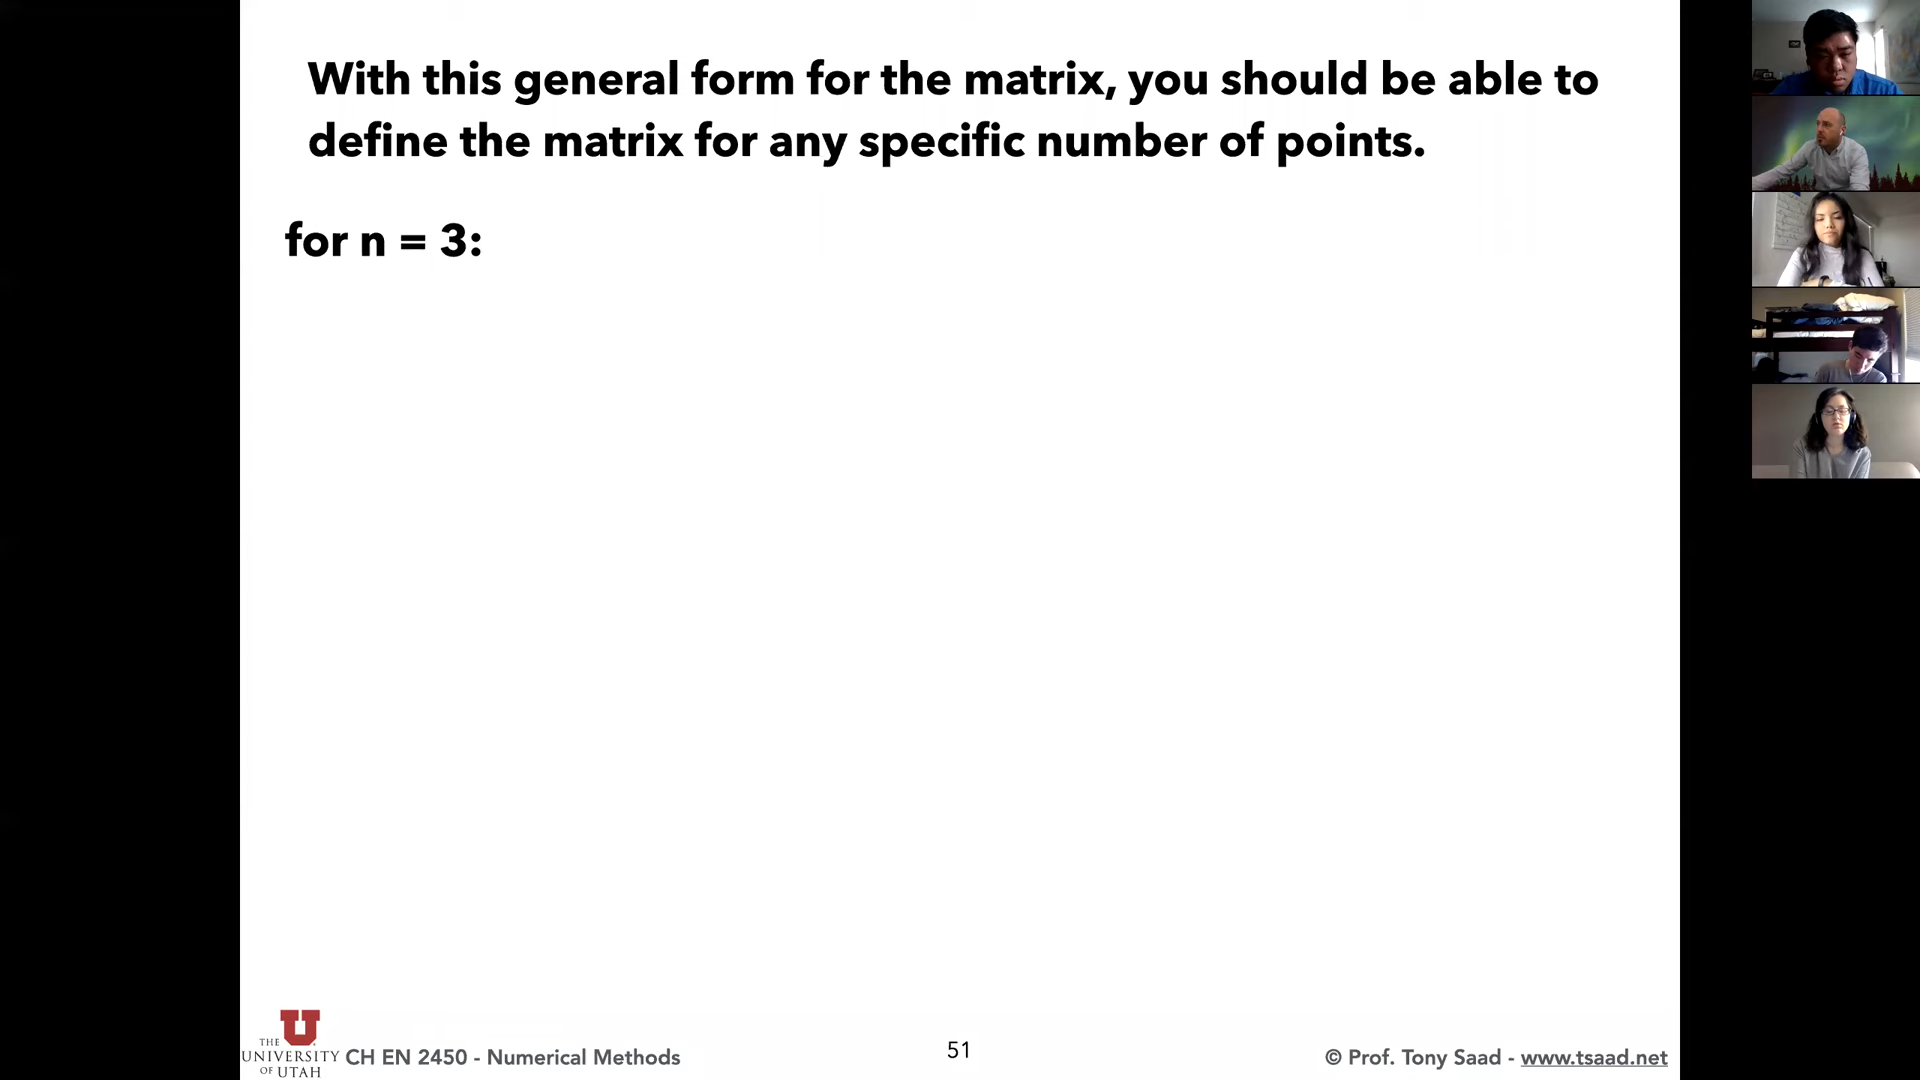 With this general form for the matrix, you should be able to
define the matrix for any specific number of points.
for n = 3:
THE
UNIVERSITY
OF UTAH
CH EN 2450 - Numerical Methods
51
© Prof. Tony Saad - www.tsaad.net